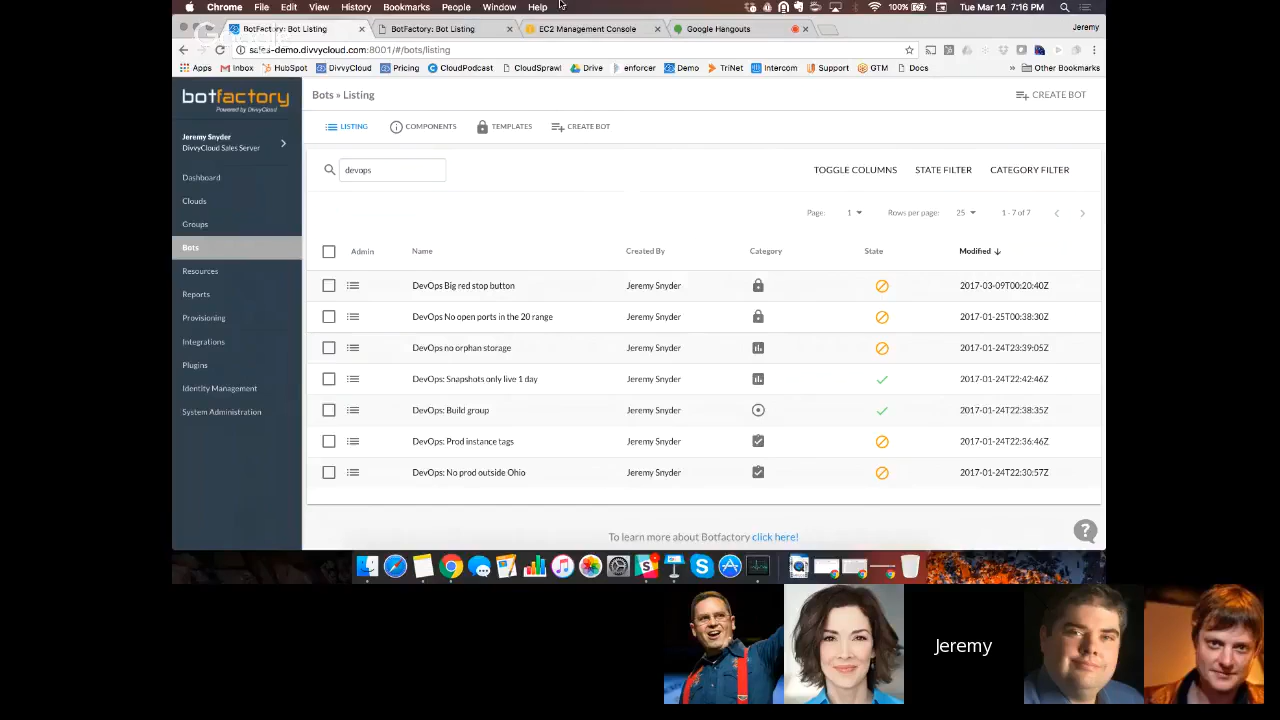 Chrome File Edit View History Bookmarks People Window Help 100% Tue Mar 14 7:16 PM
BotFactory: Bot Listing BotFactory: Bot Listing EC2 Management Console Google Hangouts Jeremy
sales-demo.divvycloud.com:8001/#/bots/listing
Apps Inbox HubSpot DivvyCloud Pricing CloudPodcast CloudSprawl Drive enforcer Demo TriNet Intercom Support GTM Docs » Other Bookmarks
botfactory
Powered by DivvyCloud
Jeremy Snyder
DivvyCloud Sales Server
Dashboard
Clouds
Groups
Bots
Resources
Reports
Provisioning
Integrations
Plugins
Identity Management
System Administration
Bots » Listing CREATE BOT
LISTING COMPONENTS TEMPLATES CREATE BOT
devops TOGGLE COLUMNS STATE FILTER CATEGORY FILTER
Page: 1 Rows per page: 25 1 - 7 of 7
Admin Name Created By Category State Modified
DevOps Big red stop button Jeremy Snyder 2017-03-09T00:20:40Z
DevOps No open ports in the 20 range Jeremy Snyder 2017-01-25T00:38:30Z
DevOps no orphan storage Jeremy Snyder 2017-01-24T23:39:05Z
DevOps: Snapshots only live 1 day Jeremy Snyder 2017-01-24T22:42:46Z
DevOps: Build group Jeremy Snyder 2017-01-24T22:38:35Z
DevOps: Prod instance tags Jeremy Snyder 2017-01-24T22:36:46Z
DevOps: No prod outside Ohio Jeremy Snyder 2017-01-24T22:30:57Z
To learn more about Botfactory click here!
Jeremy